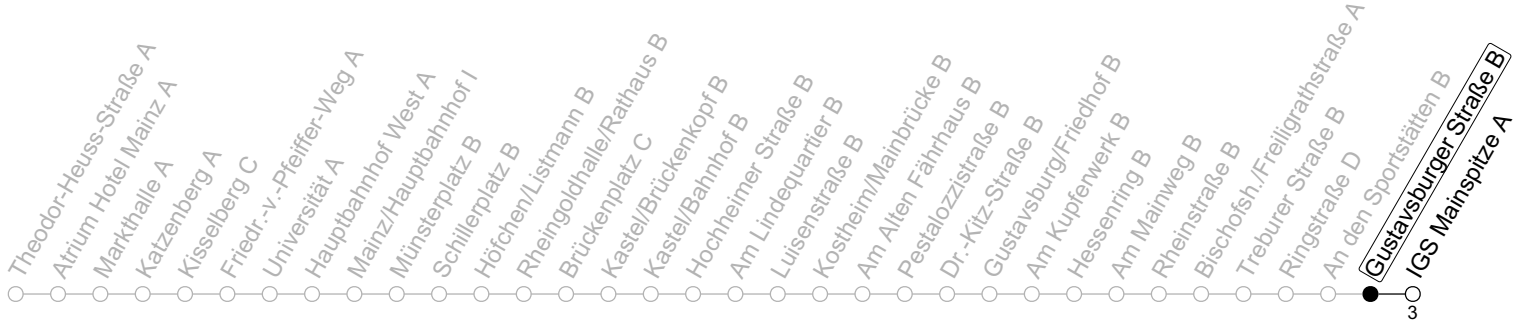 Theodor-Heuss-Straße A
Atrium Hotel Mainz A
Markthalle A
Katzenberg A
Kisselberg C
Friedr.-v.-Pfeiffer-Weg A
Universität A
Hauptbahnhof West A
Mainz/Hauptbahnhof I
Münsterplatz B
Schillerplatz B
Höfchen/Listmann B
Rheingoldhalle/Rathaus B
Brückenplatz C
Kastel/Brückenkopf B
Kastel/Bahnhof B
Hochheimer Straße B
Am Lindequartier B
Luisenstraße B
Kostheim/Mainbrücke B
Am Alten Fährhaus B
Pestalozzistraße B
Dr.-Kitz-Straße B
Gustavsburg/Friedhof B
Am Kupferwerk B
Hessenring B
Am Mainweg B
Rheinstraße B
Bischofsh./Freiligrathstraße A
Treburer Straße B
Ringstraße D
An den Sportstätten B
Gustavsburger Straße B
IGS Mainspitze A
3